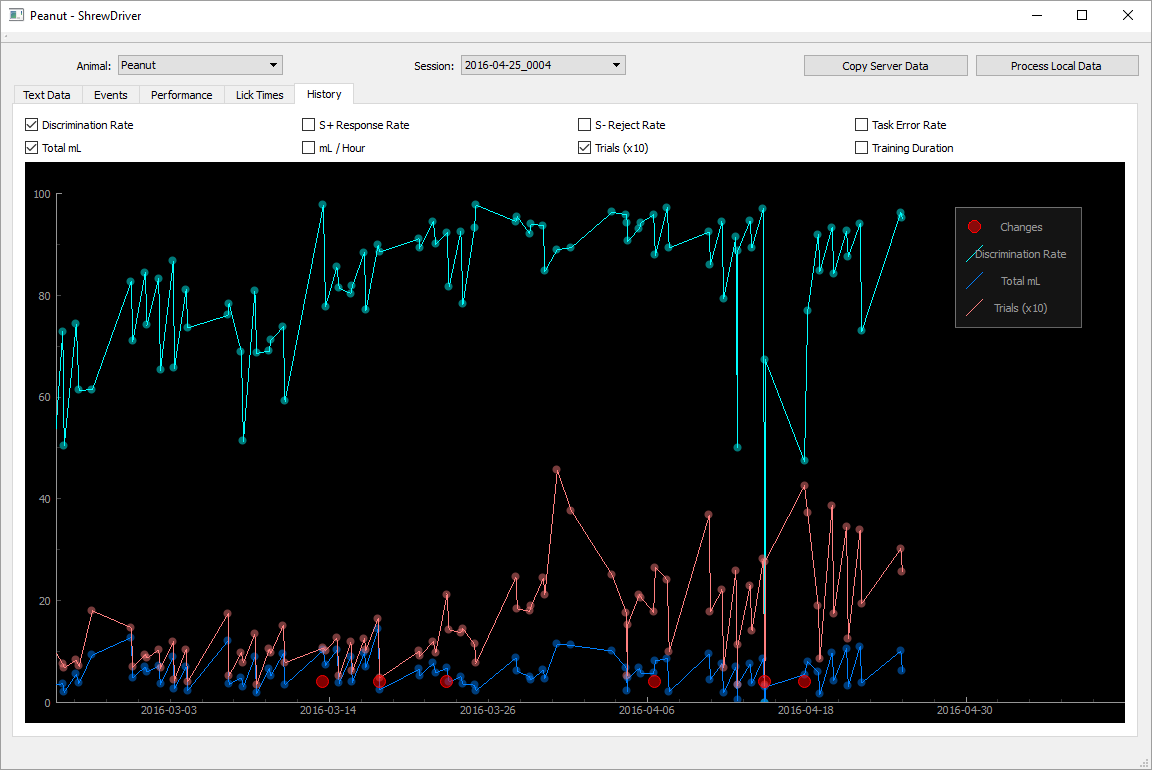 Peanut - ShrewDriver
Animal: Peanut Session: 2016-04-25_0004 Copy Server Data Process Local Data
Text Data Events Performance Lick Times History
Discrimination Rate S+ Response Rate S- Reject Rate Task Error Rate
Total mL mL / Hour Trials (x10) Training Duration
100
80
60
40
20
0
Changes
Discrimination Rate
Total mL
Trials (x10)
2016-03-03 2016-03-14 2016-03-26 2016-04-06 2016-04-18 2016-04-30